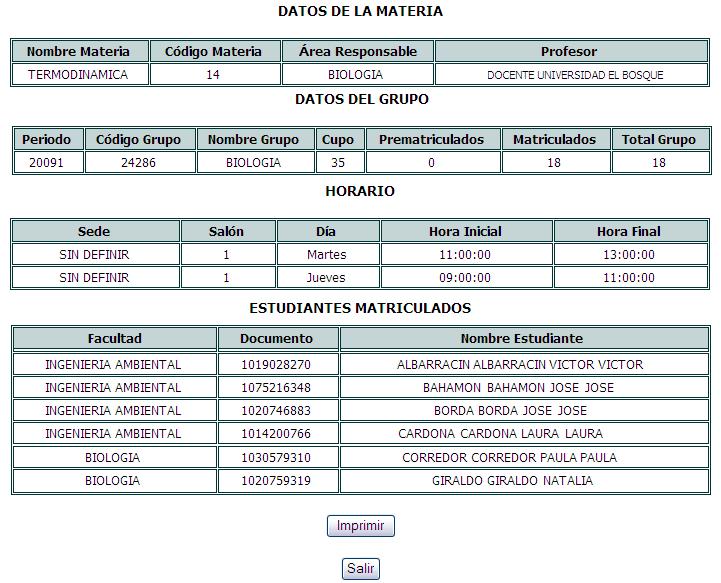 DATOS DE LA MATERIA
Nombre Materia Código Materia Área Responsable Profesor
TERMODINAMICA 14 BIOLOGIA DOCENTE UNIVERSIDAD EL BOSQUE
DATOS DEL GRUPO
Periodo Código Grupo Nombre Grupo Cupo Prematriculados Matriculados Total Grupo
20091 24286 BIOLOGIA 35 0 18 18
HORARIO
Sede Salón Día Hora Inicial Hora Final
SIN DEFINIR 1 Martes 11:00:00 13:00:00
SIN DEFINIR 1 Jueves 09:00:00 11:00:00
ESTUDIANTES MATRICULADOS
Facultad Documento Nombre Estudiante
INGENIERIA AMBIENTAL 1019028270 ALBARRACIN ALBARRACIN VICTOR VICTOR
INGENIERIA AMBIENTAL 1075216348 BAHAMON BAHAMON JOSE JOSE
INGENIERIA AMBIENTAL 1020746883 BORDA BORDA JOSE JOSE
INGENIERIA AMBIENTAL 1014200766 CARDONA CARDONA LAURA LAURA
BIOLOGIA 1030579310 CORREDOR CORREDOR PAULA PAULA
BIOLOGIA 1020759319 GIRALDO GIRALDO NATALIA
Imprimir
Salir